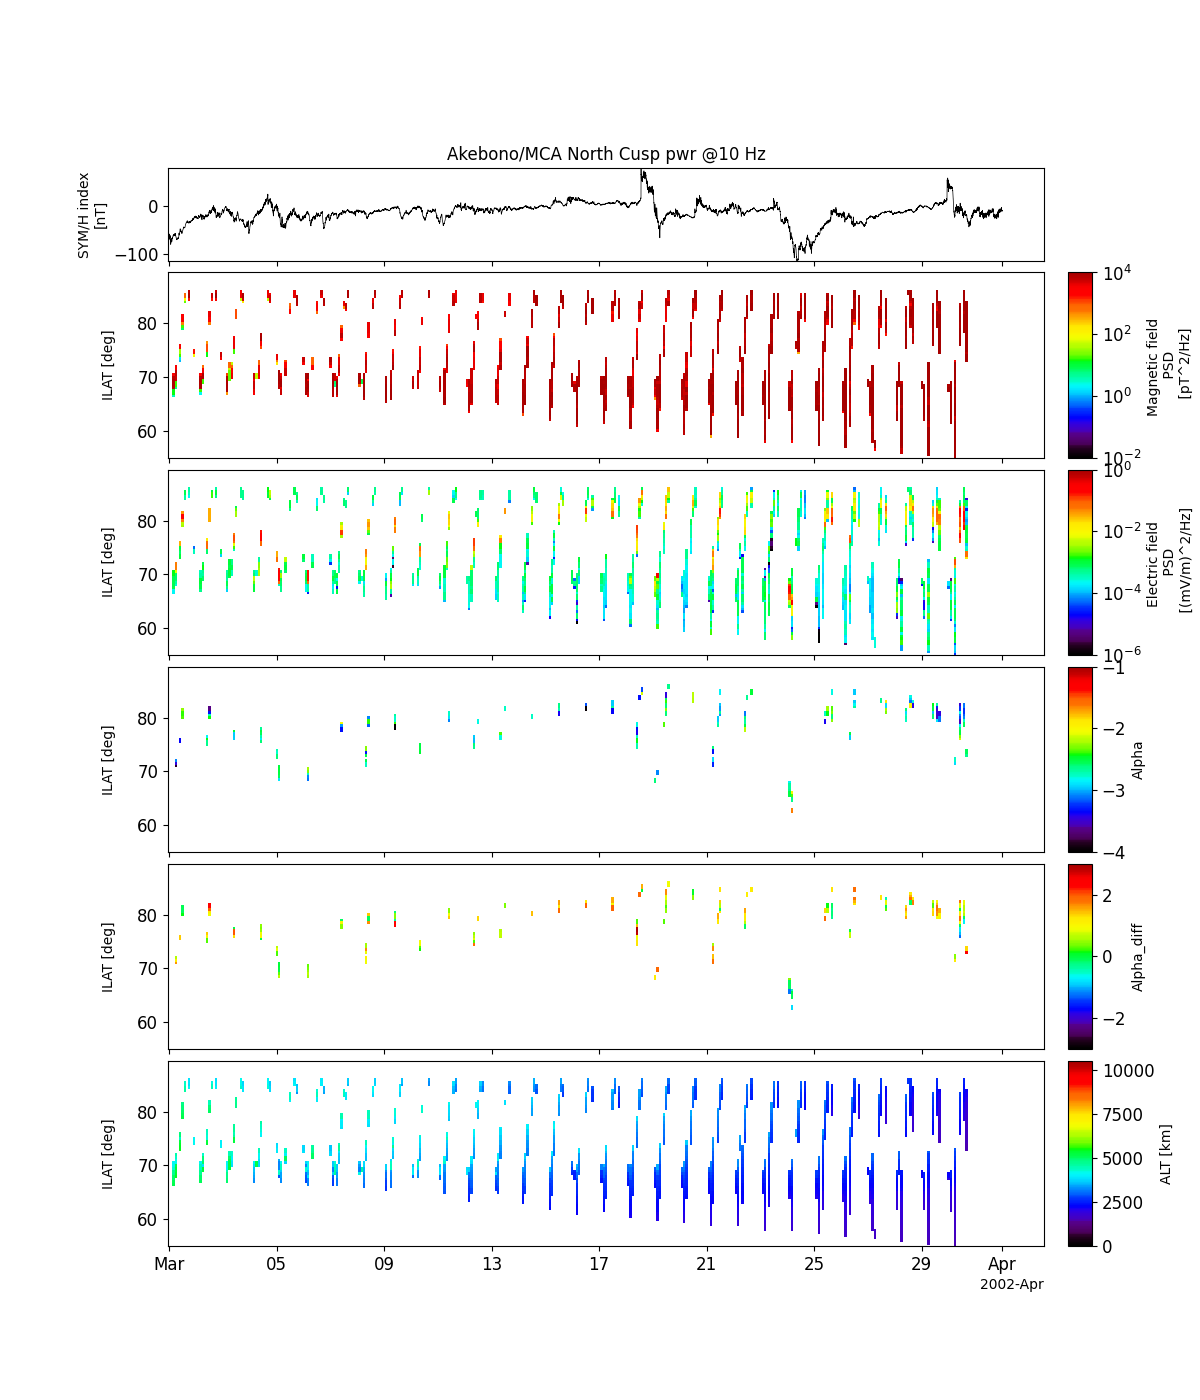 Akebono/MCA North Cusp pwr @10 Hz
SYM/H index
[nT]
0
−100
ILAT [deg]
80
70
60
10^4
10^2
10^0
10^−2
Magnetic field
PSD
[pT^2/Hz]
ILAT [deg]
80
70
60
10^0
10^−2
10^−4
10^−6
Electric field
PSD
[(mV/m)^2/Hz]
ILAT [deg]
80
70
60
−1
−2
−3
−4
Alpha
ILAT [deg]
80
70
60
2
0
−2
Alpha_diff
ILAT [deg]
80
70
60
10000
7500
5000
2500
0
ALT [km]
Mar 05 09 13 17 21 25 29 Apr
2002-Apr